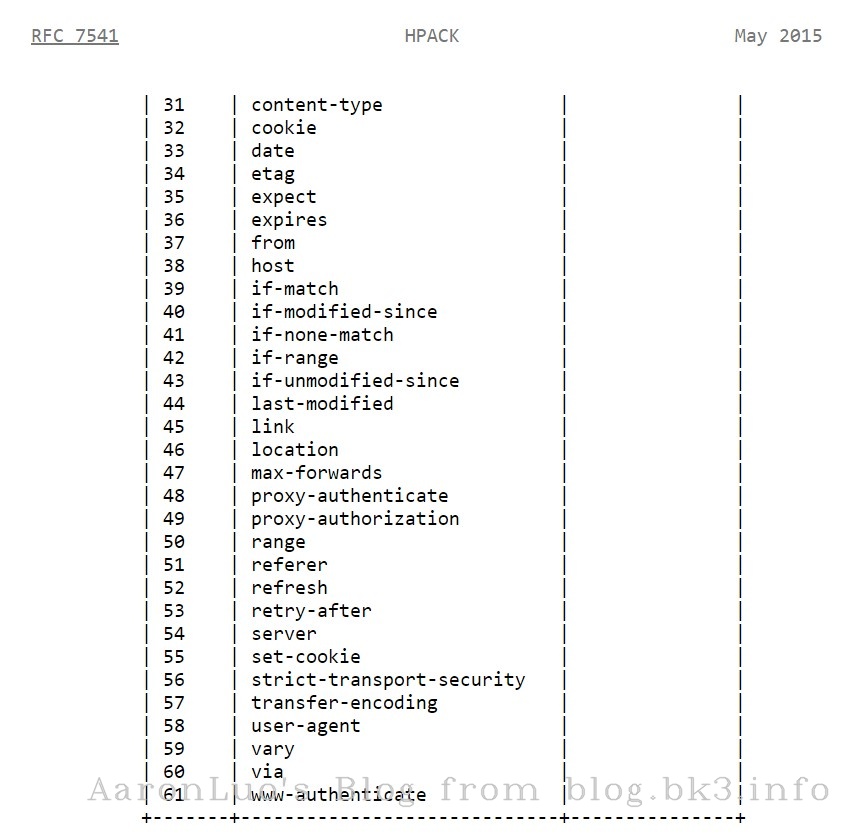 RFC 7541 HPACK May 2015
| 31 | content-type | |
| 32 | cookie | |
| 33 | date | |
| 34 | etag | |
| 35 | expect | |
| 36 | expires | |
| 37 | from | |
| 38 | host | |
| 39 | if-match | |
| 40 | if-modified-since | |
| 41 | if-none-match | |
| 42 | if-range | |
| 43 | if-unmodified-since | |
| 44 | last-modified | |
| 45 | link | |
| 46 | location | |
| 47 | max-forwards | |
| 48 | proxy-authenticate | |
| 49 | proxy-authorization | |
| 50 | range | |
| 51 | referer | |
| 52 | refresh | |
| 53 | retry-after | |
| 54 | server | |
| 55 | set-cookie | |
| 56 | strict-transport-security | |
| 57 | transfer-encoding | |
| 58 | user-agent | |
| 59 | vary | |
| 60 | via | |
AaronLuo's Blog from blog.bk3.info
| 61 | www-authenticate | |
+-------+-----------------------------+---------------+